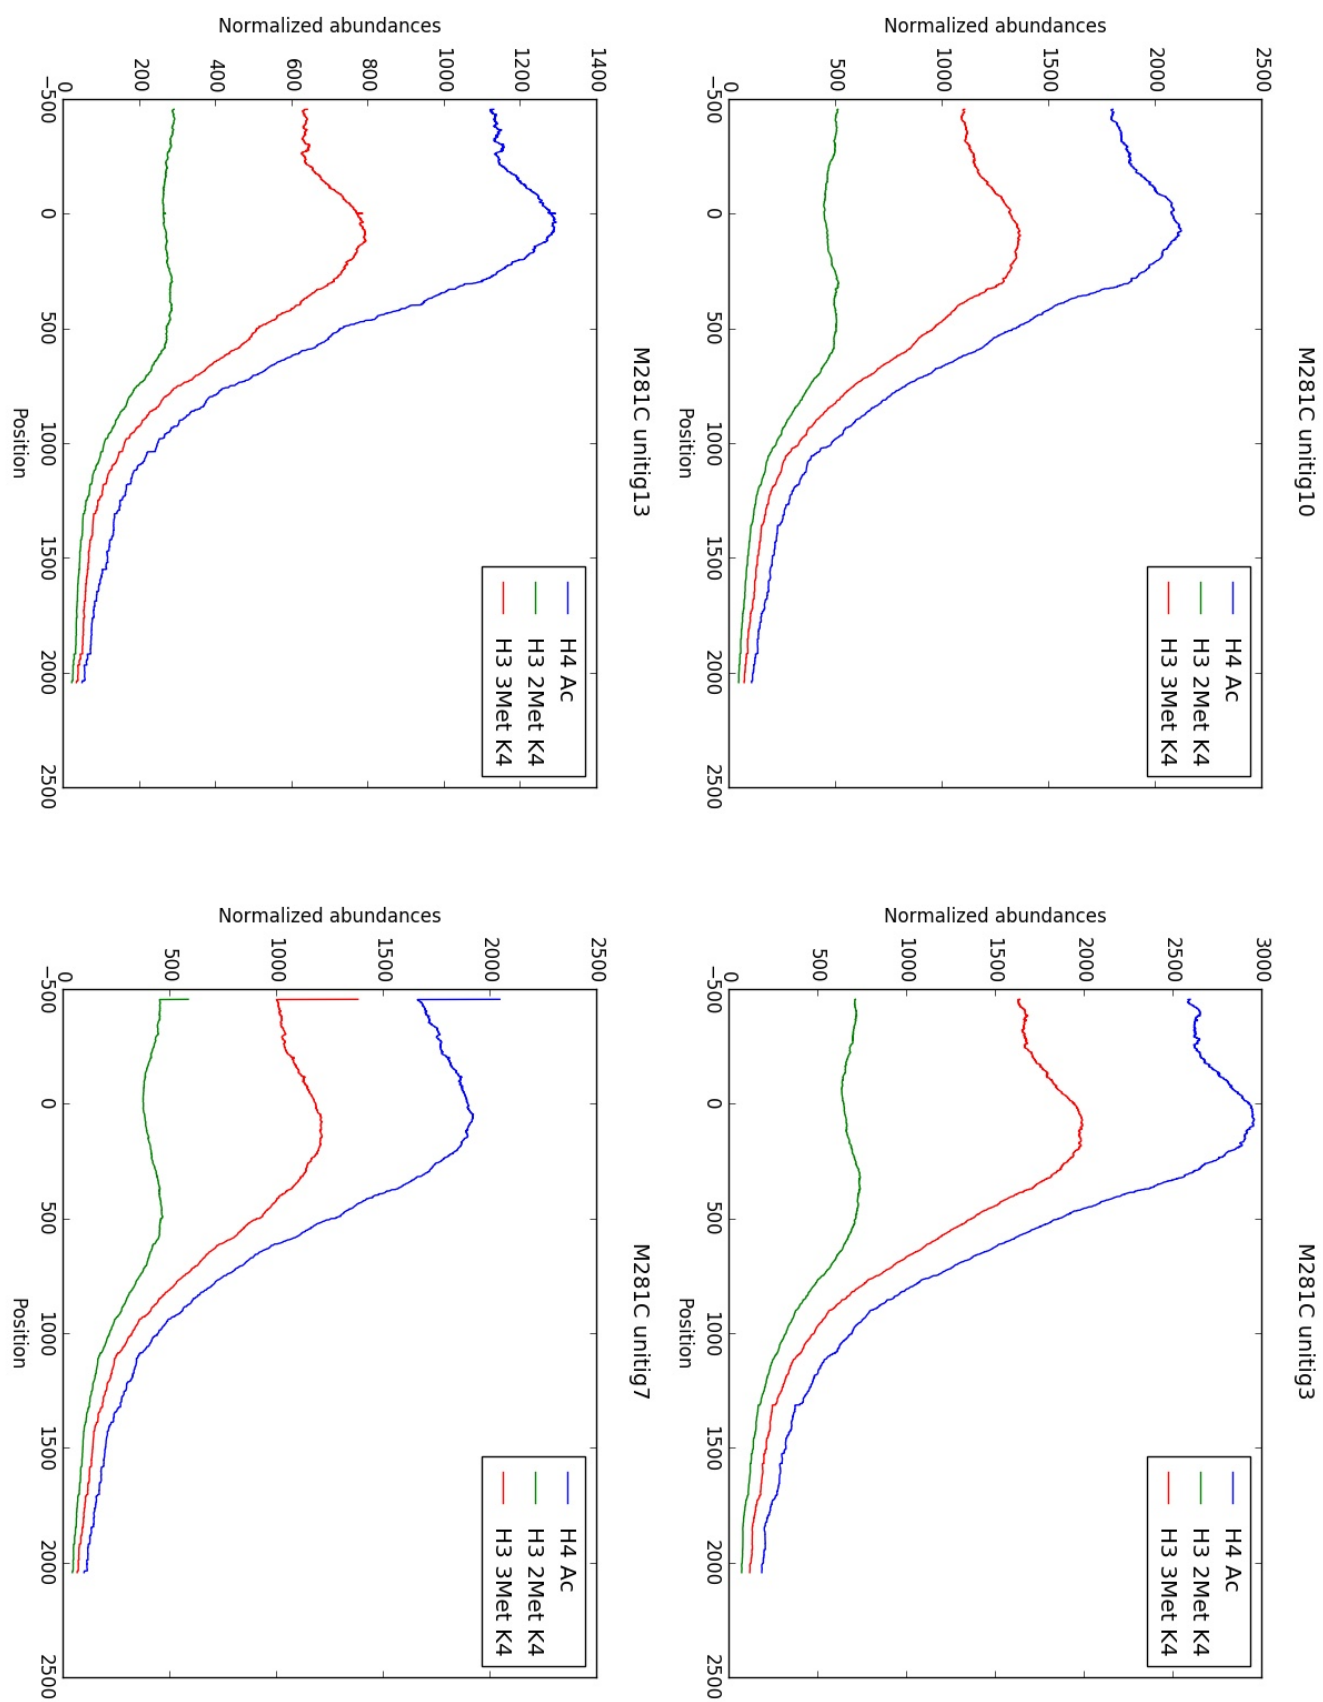 M281C unitig10
Normalized abundances
2500
2000
1500
1000
500
0
−500
0
500
1000
1500
2000
2500
Position
H4 Ac
H3 2Met K4
H3 3Met K4
M281C unitig3
Normalized abundances
3000
2500
2000
1500
1000
500
0
−500
0
500
1000
1500
2000
2500
Position
H4 Ac
H3 2Met K4
H3 3Met K4
M281C unitig13
Normalized abundances
1400
1200
1000
800
600
400
200
0
−500
0
500
1000
1500
2000
2500
Position
H4 Ac
H3 2Met K4
H3 3Met K4
M281C unitig7
Normalized abundances
2500
2000
1500
1000
500
0
−500
0
500
1000
1500
2000
2500
Position
H4 Ac
H3 2Met K4
H3 3Met K4